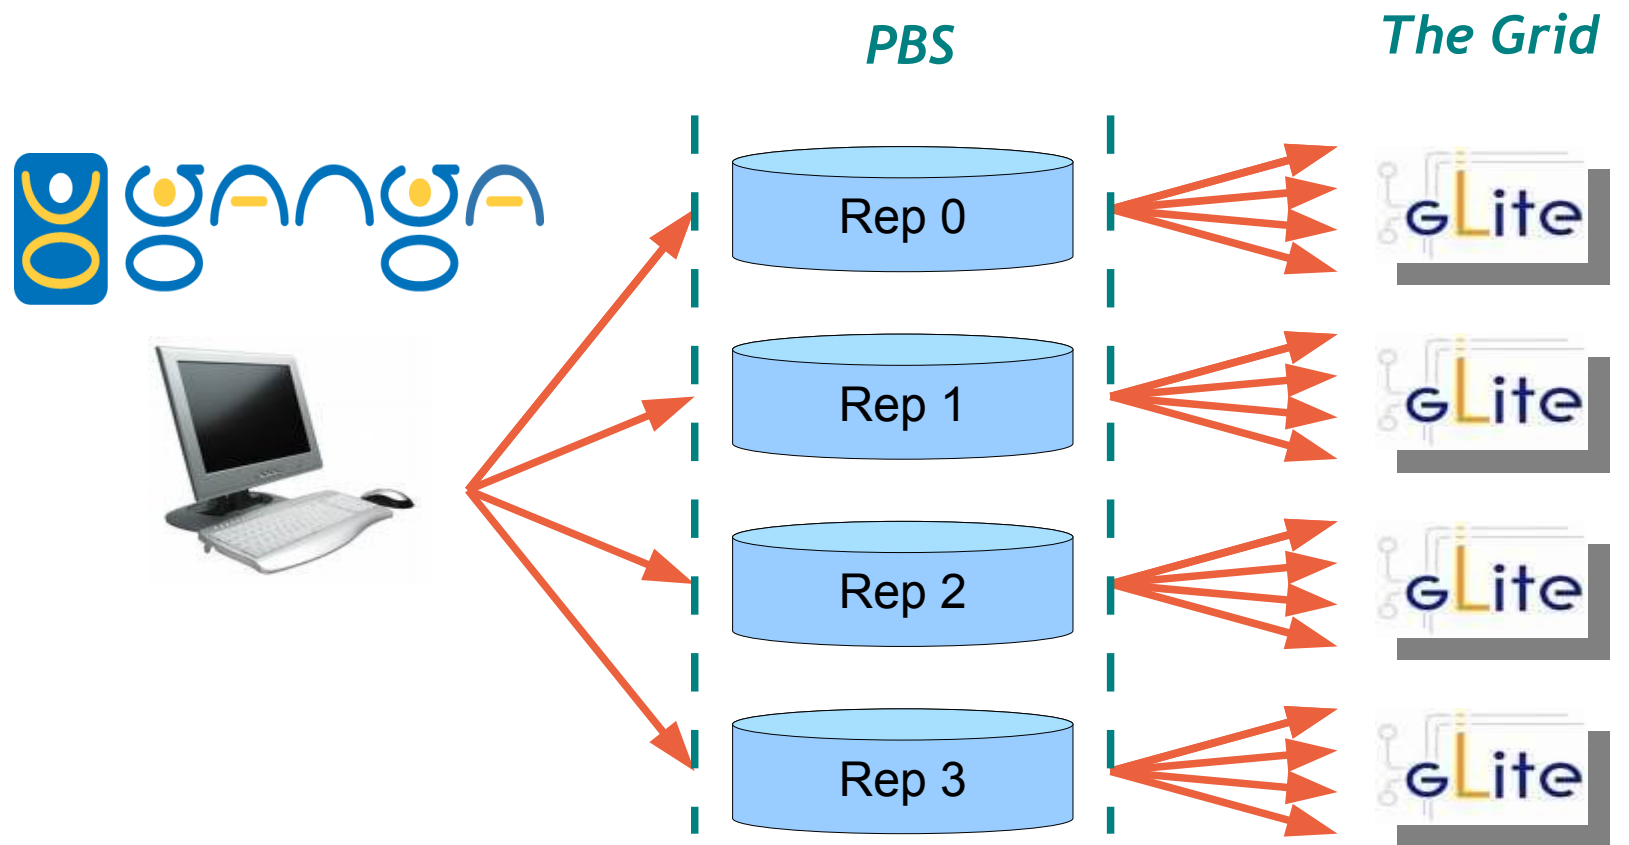 PBS
The Grid
ganga
Rep 0
gLite
Rep 1
gLite
Rep 2
gLite
Rep 3
gLite